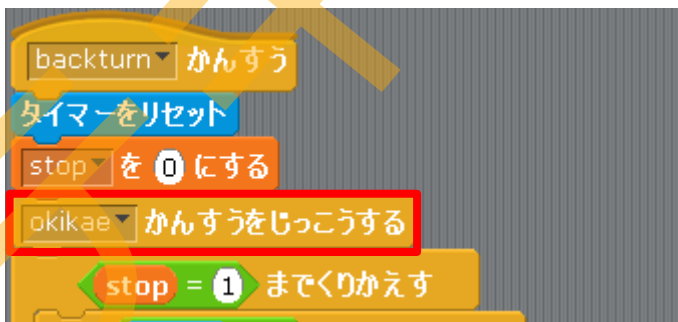 backturn かんすう
タイマーをリセット
stop を 0 にする
okikae かんすうをじっこうする
stop = 1 までくりかえす